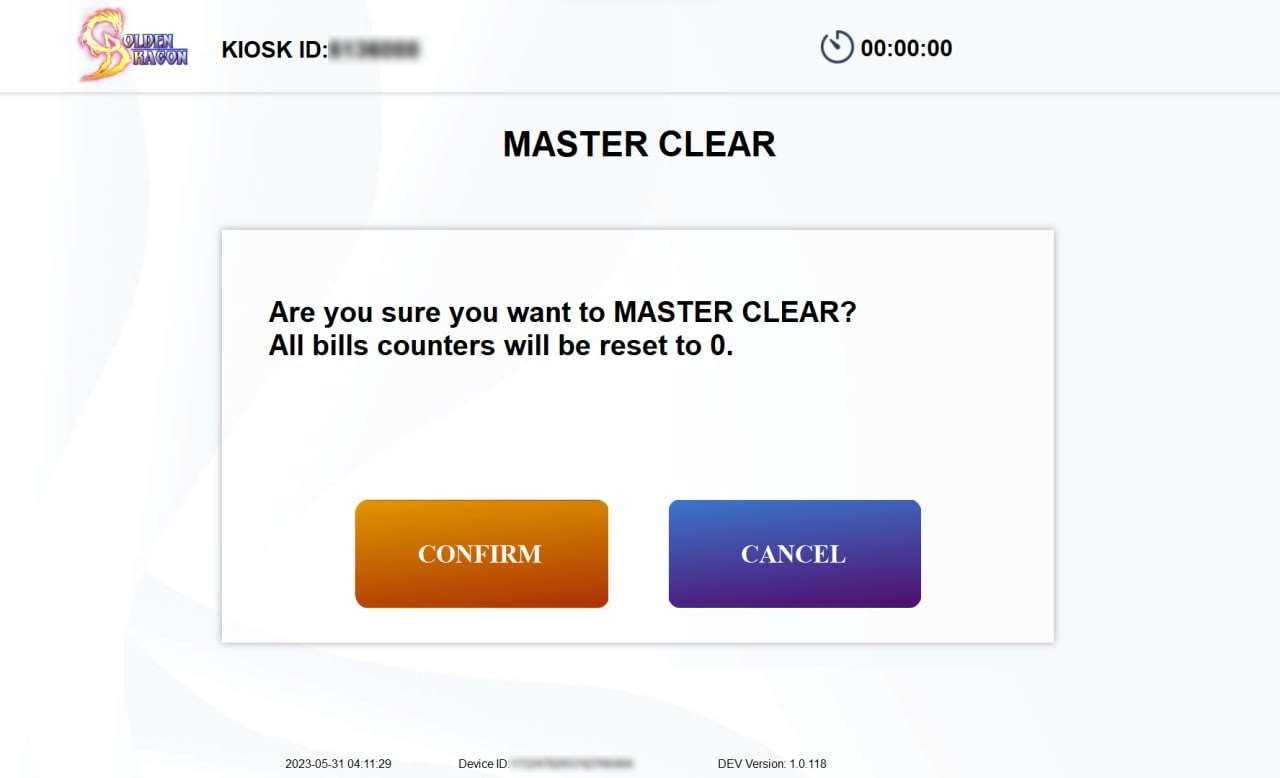 GOLDEN
DRAGON
KIOSK ID:
00:00:00
MASTER CLEAR
Are you sure you want to MASTER CLEAR?
All bills counters will be reset to 0.
CONFIRM
CANCEL
2023-05-31 04:11:29
Device ID:
DEV Version: 1.0.118